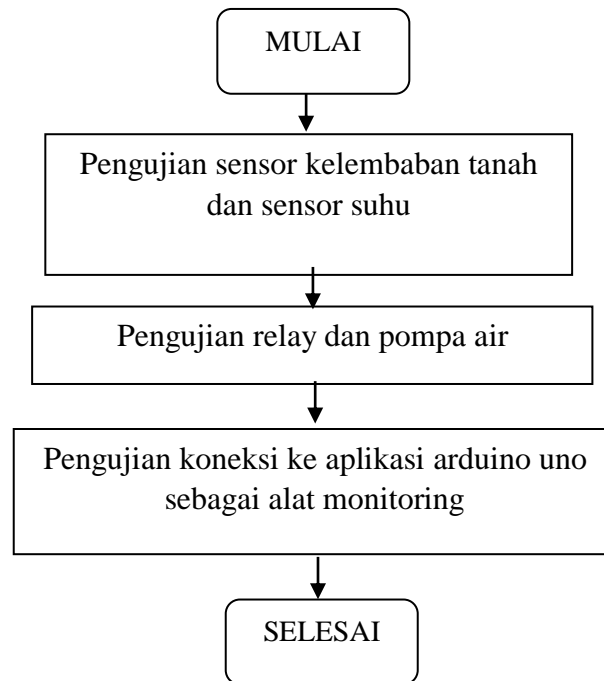 MULAI
Pengujian sensor kelembaban tanah
dan sensor suhu
Pengujian relay dan pompa air
Pengujian koneksi ke aplikasi arduino uno
sebagai alat monitoring
SELESAI